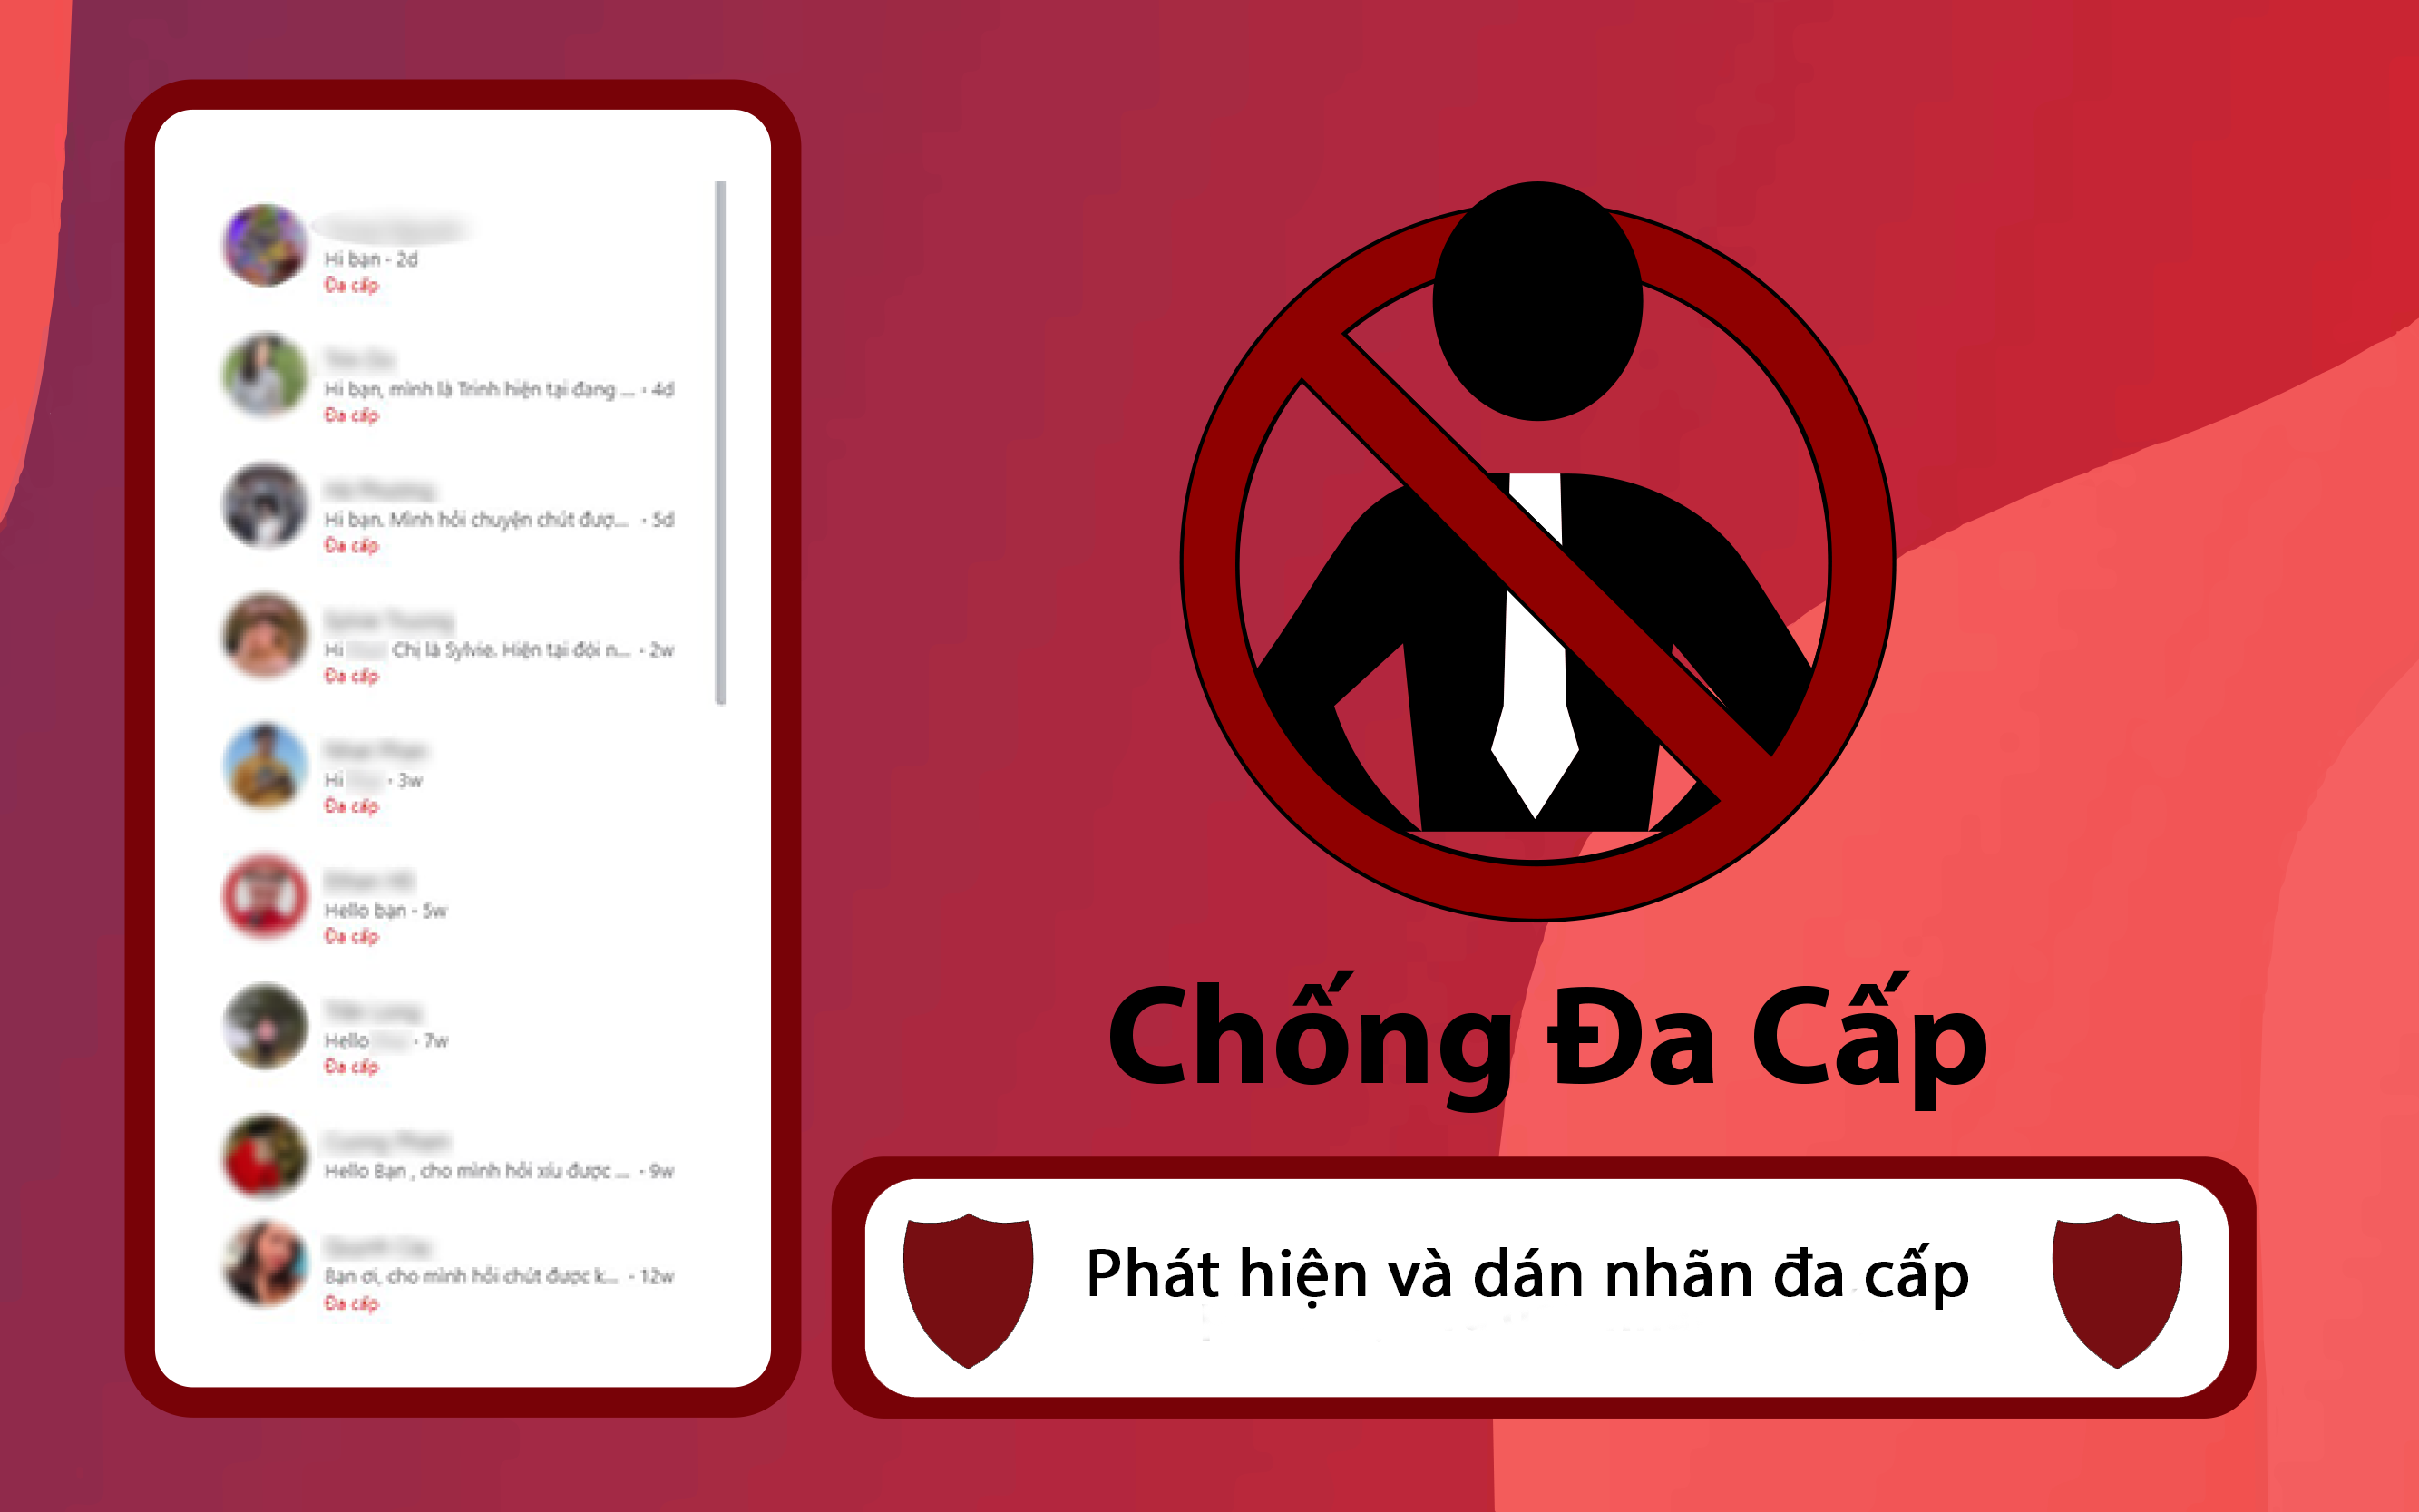 Hi bạn · 2d
Đa cấp
Hi bạn, mình là Trinh hiện tại đang ... · 4d
Đa cấp
Hi bạn. Mình hỏi chuyện chút đượ... · 5d
Đa cấp
Hi Chị là Sylvie. Hiện tại đội n... · 2w
Đa cấp
Hi · 3w
Đa cấp
Hello bạn · 5w
Đa cấp
Hello · 7w
Đa cấp
Hello Bạn , cho mình hỏi xíu được ... · 9w
Bạn ơi, cho mình hỏi chút được k... · 12w
Đa cấp
Chống Đa Cấp
Phát hiện và dán nhãn đa cấp